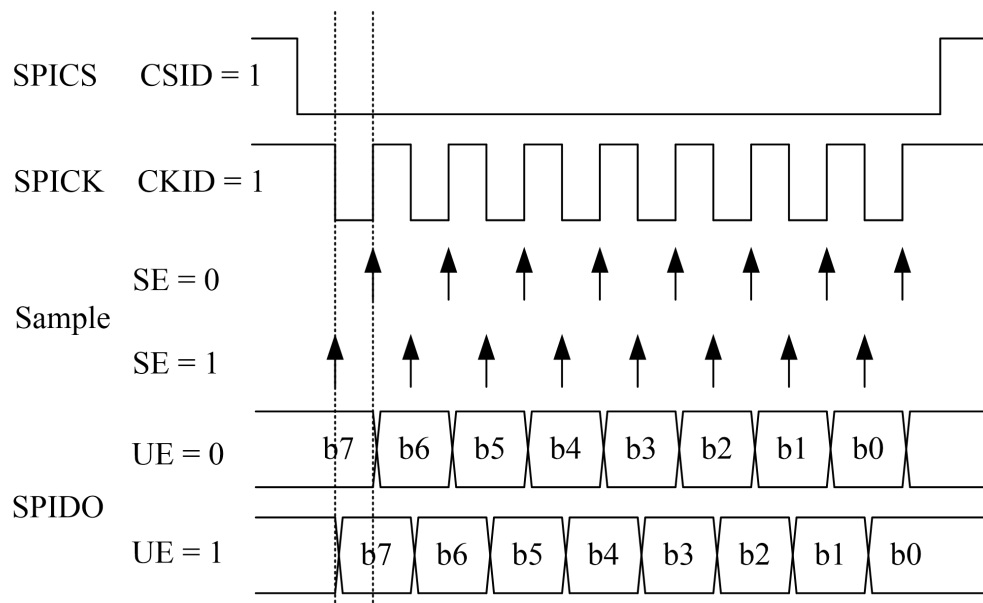 SPICS CSID = 1
SPICK CKID = 1
SE = 0
Sample
SE = 1
UE = 0 b7 b6 b5 b4 b3 b2 b1 b0
SPIDO
UE = 1 b7 b6 b5 b4 b3 b2 b1 b0